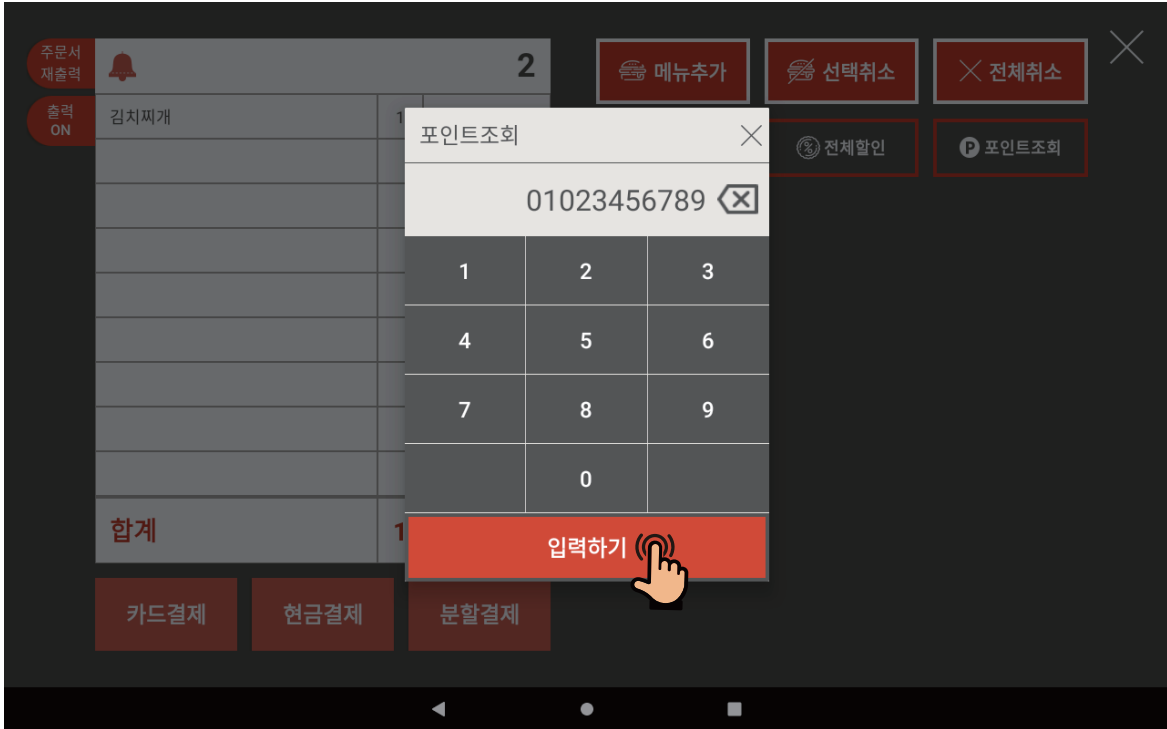 주문서
재출력
2
메뉴추가
선택취소
전체취소
출력
ON
김치찌개
1
포인트조회
전체할인
P 포인트조회
01023456789
1 2 3
4 5 6
7 8 9
0
합계
1
입력하기
카드결제
현금결제
분할결제